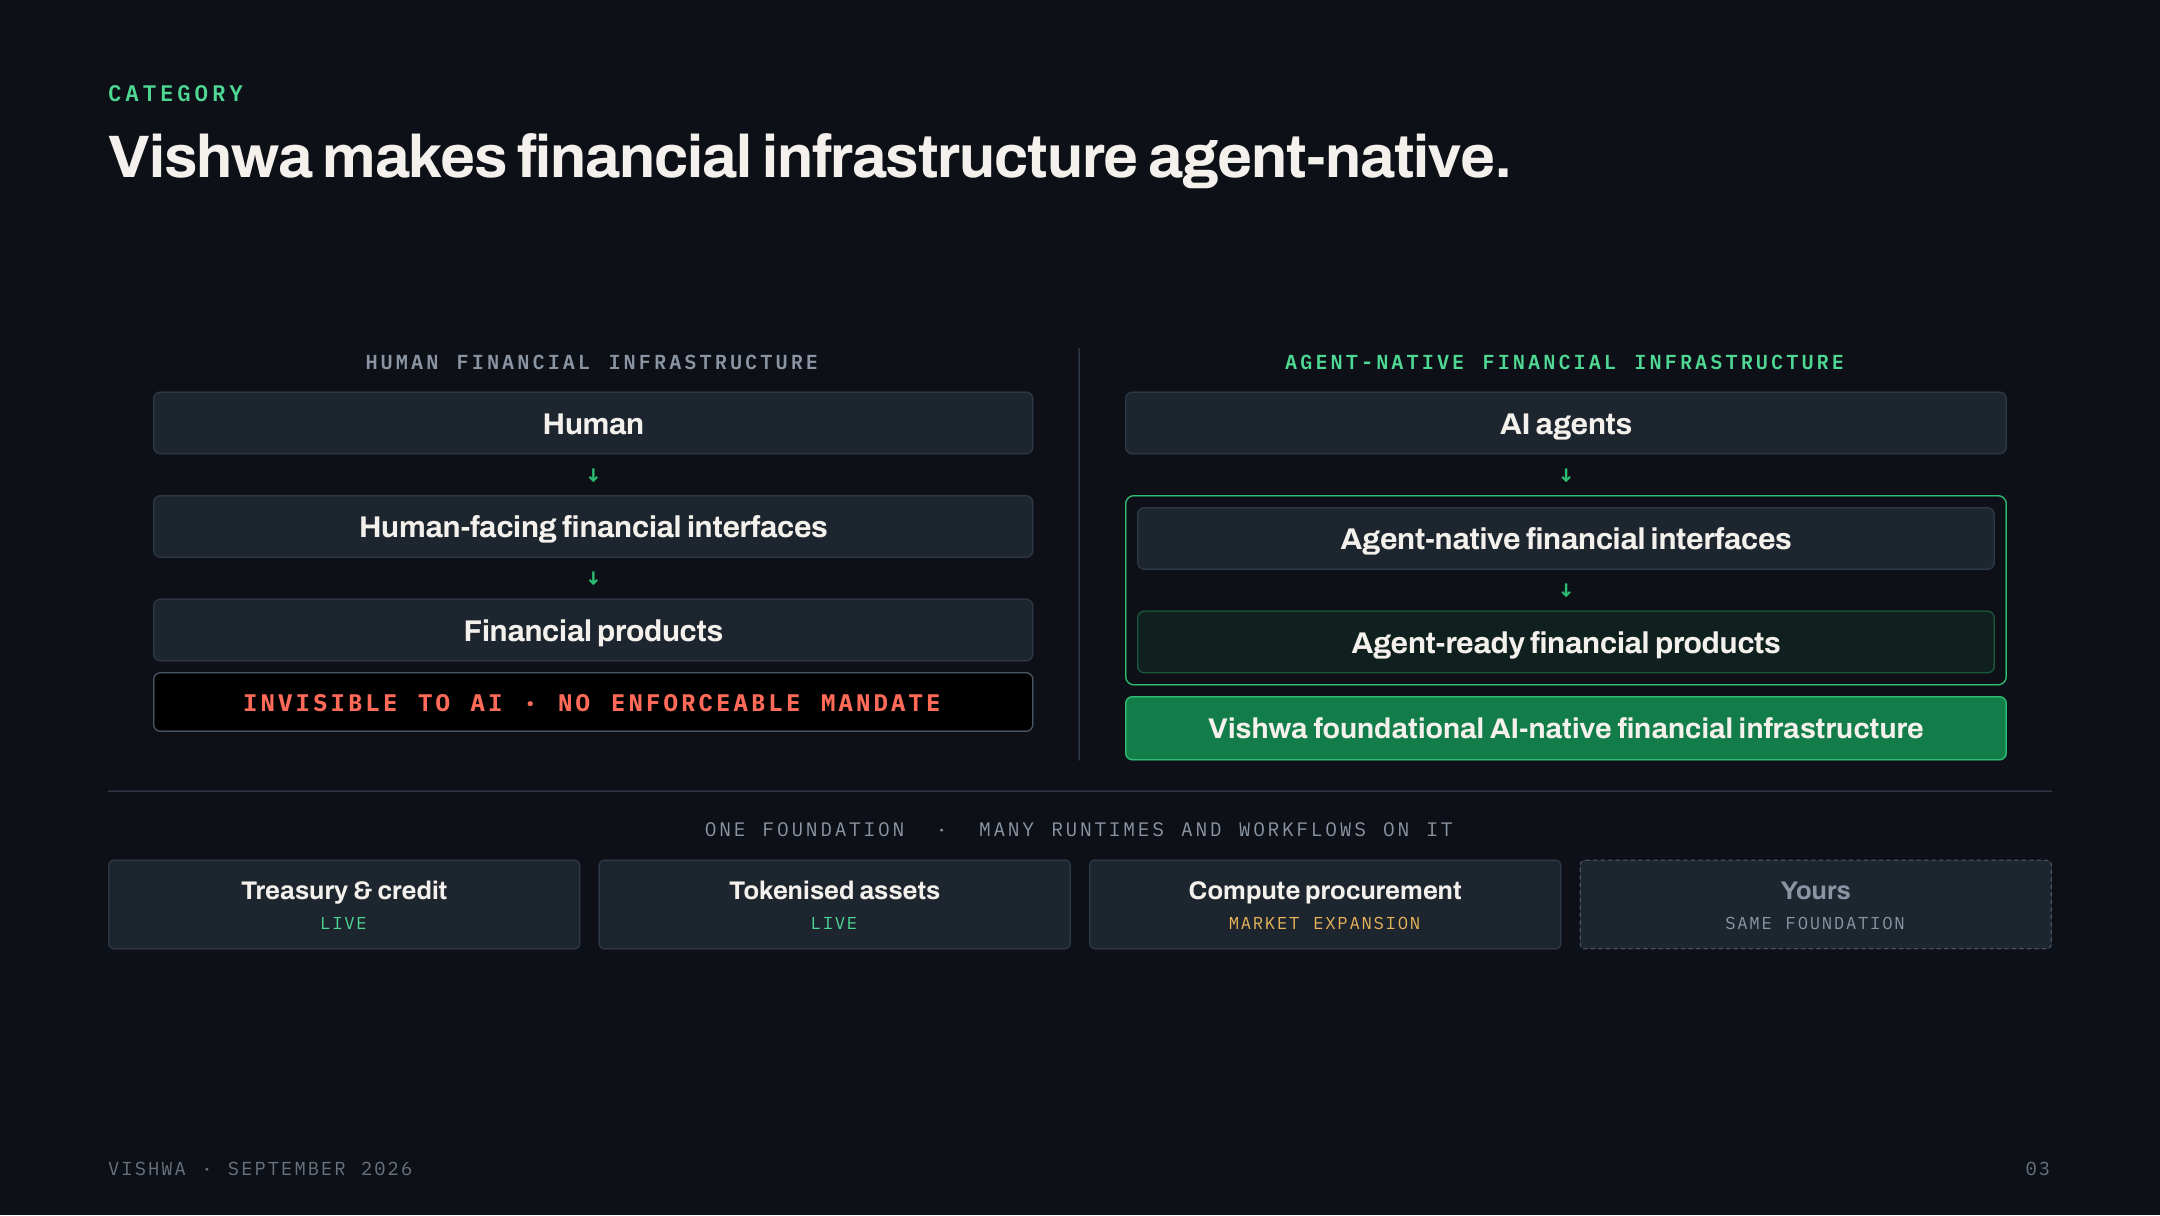 CATEGORY
Vishwa makes financial infrastructure agent-native.
HUMAN FINANCIAL INFRASTRUCTURE
Human
↓
Human-facing financial interfaces
↓
Financial products
INVISIBLE TO AI · NO ENFORCEABLE MANDATE
AGENT-NATIVE FINANCIAL INFRASTRUCTURE
AI agents
↓
Agent-native financial interfaces
↓
Agent-ready financial products
Vishwa foundational AI-native financial infrastructure
ONE FOUNDATION · MANY RUNTIMES AND WORKFLOWS ON IT
Treasury & credit
LIVE
Tokenised assets
LIVE
Compute procurement
MARKET EXPANSION
Yours
SAME FOUNDATION
VISHWA · SEPTEMBER 2026
03